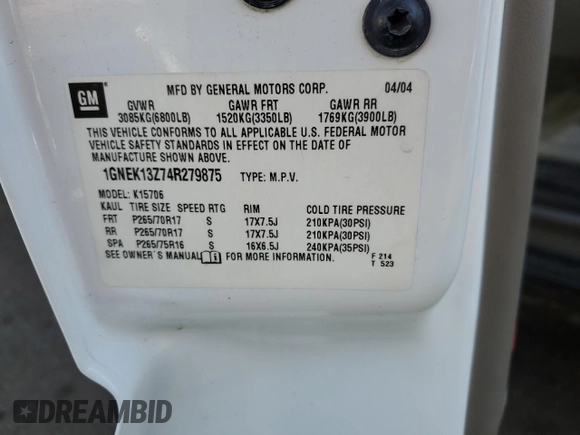 GM
MFD BY GENERAL MOTORS CORP. 04/04
GVWR GAWR FRT GAWR RR
3085KG(6800LB) 1520KG(3350LB) 1769KG(3900LB)
THIS VEHICLE CONFORMS TO ALL APPLICABLE U.S. FEDERAL MOTOR
VEHICLE SAFETY STANDARDS IN EFFECT ON THE DATE OF
MANUFACTURE SHOWN ABOVE.
1GNEK13Z74R279875 TYPE: M.P.V.
MODEL: K15706
KAUL TIRE SIZE SPEED RTG RIM COLD TIRE PRESSURE
FRT P265/70R17 S 17X7.5J 210KPA(30PSI)
RR P265/70R17 S 17X7.5J 210KPA(30PSI)
SPA P265/75R16 S 16X6.5J 240KPA(35PSI)
SEE OWNER'S MANUAL FOR MORE INFORMATION F 214
T 523
DREAMBID